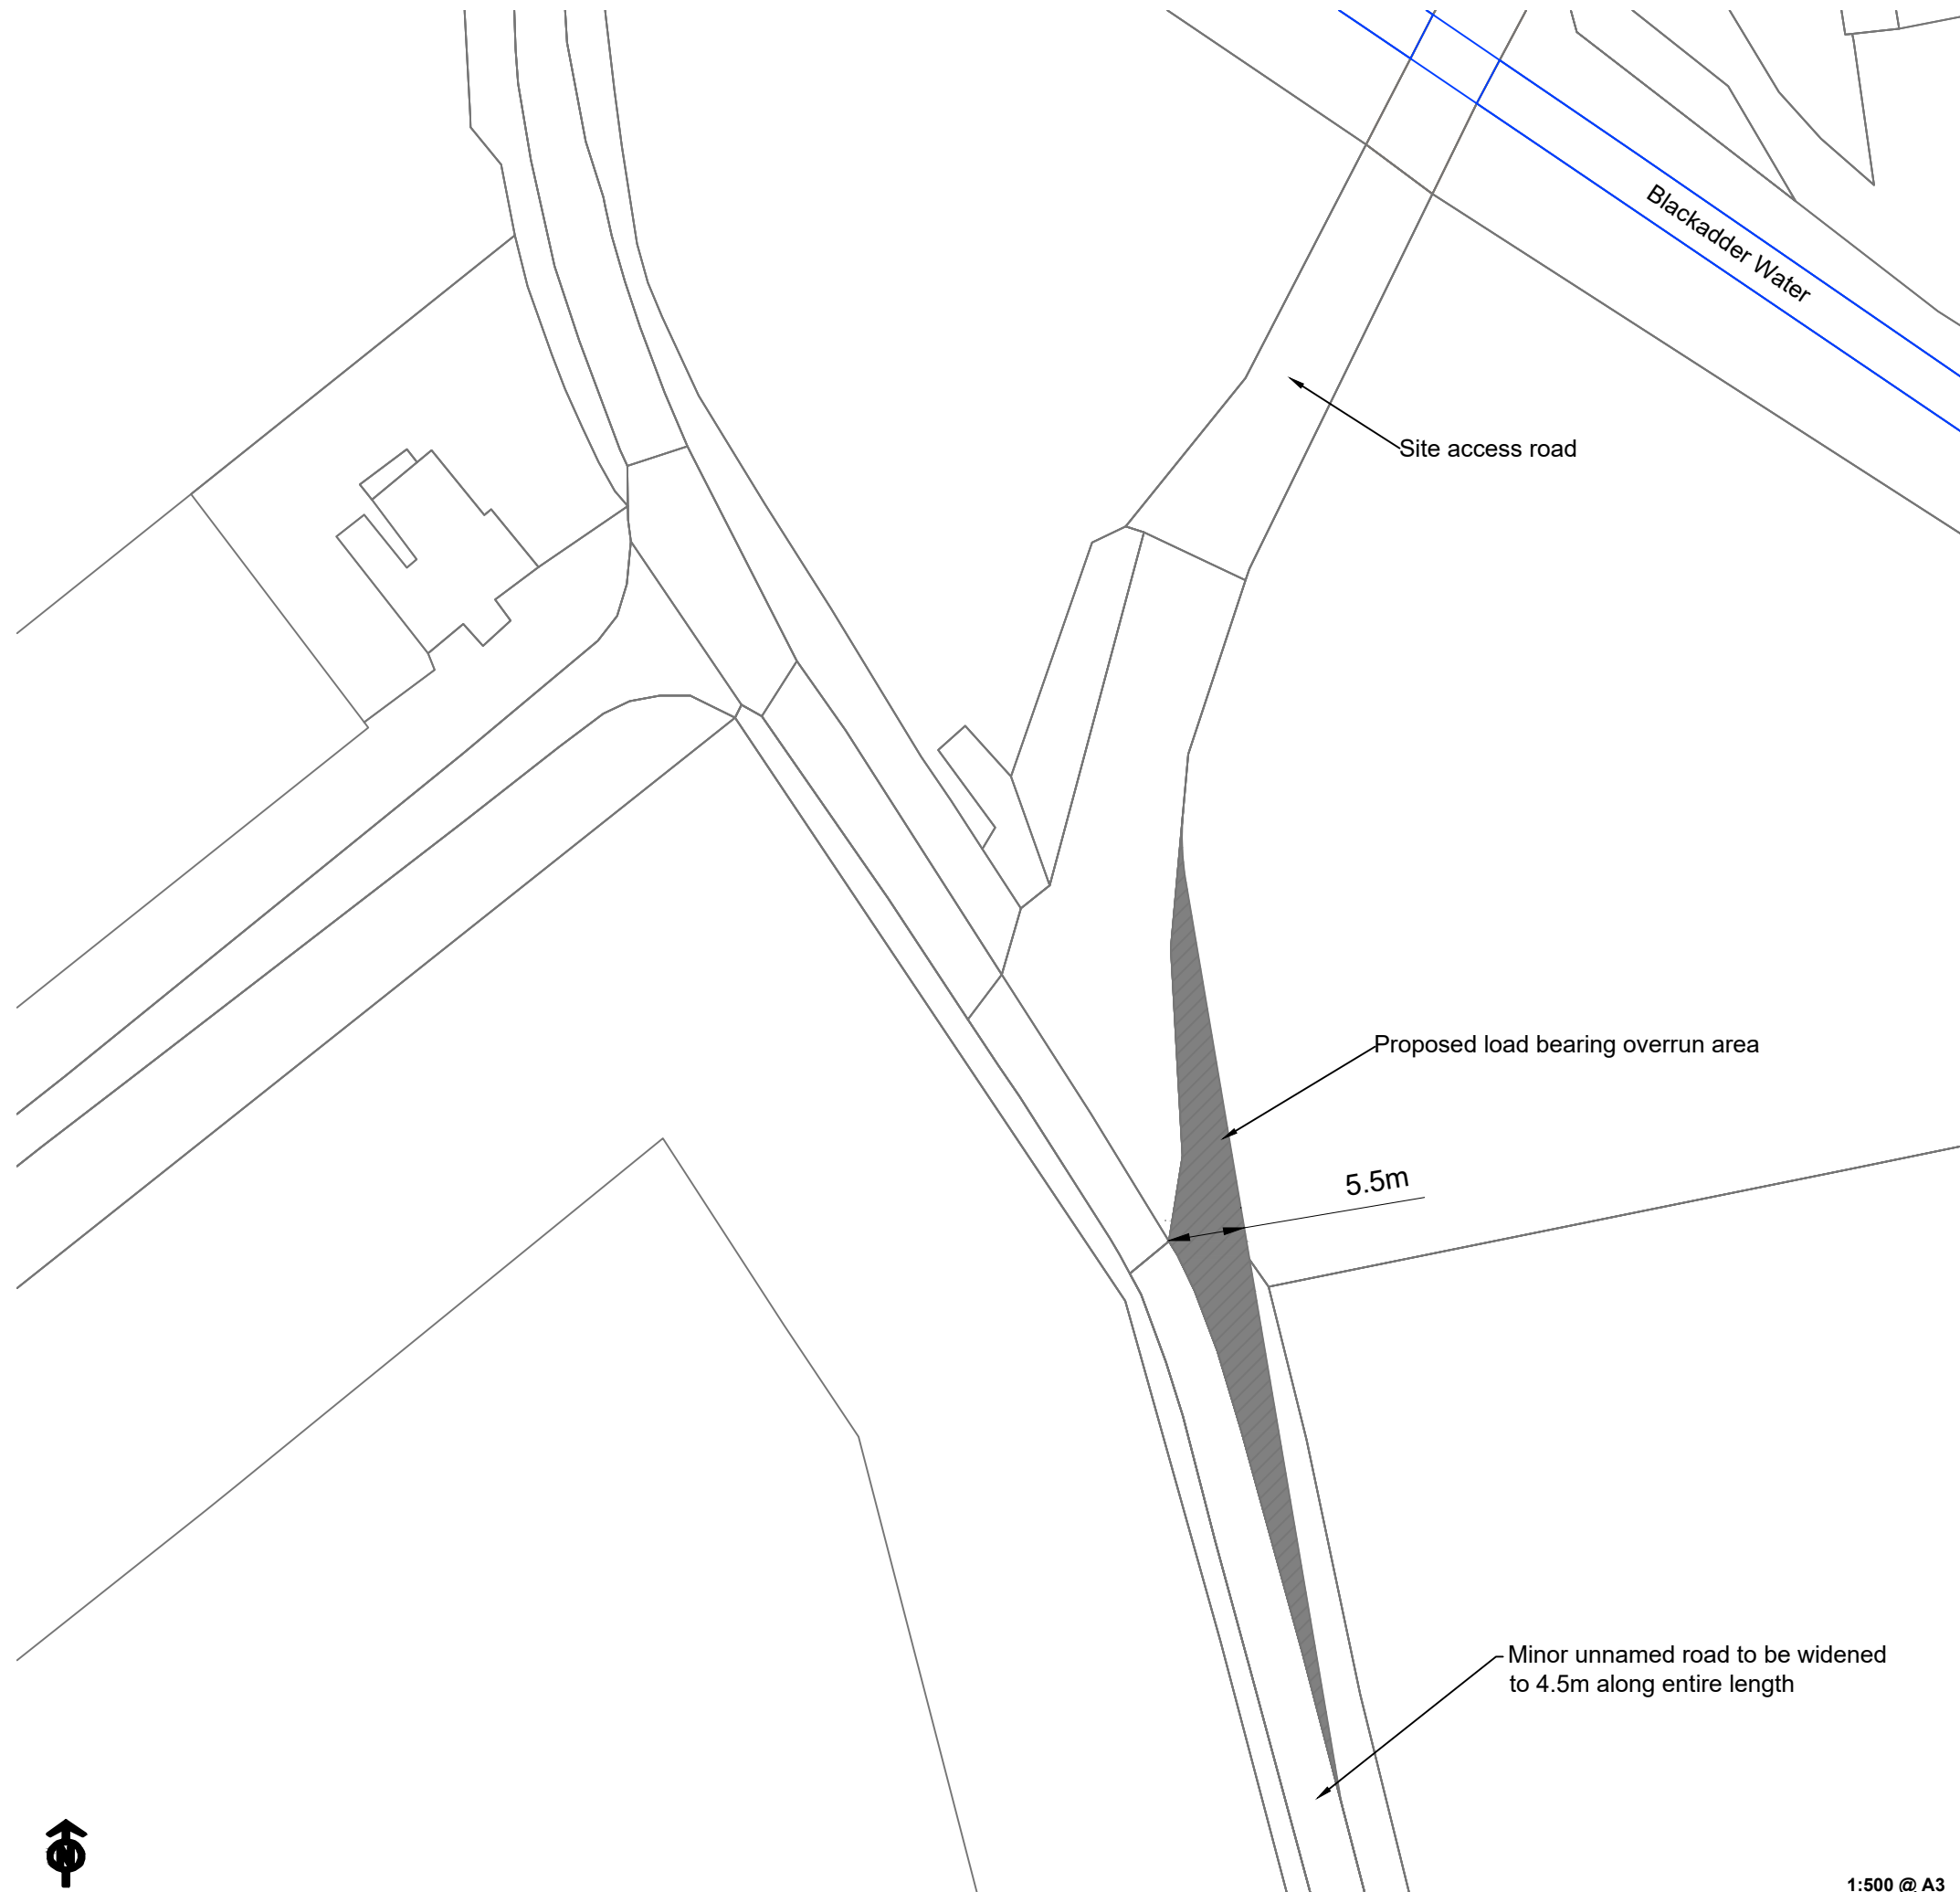 Blackadder Water
Site access road
Proposed load bearing overrun area
5.5m
Minor unnamed road to be widened
to 4.5m along entire length
N
1:500 @ A3